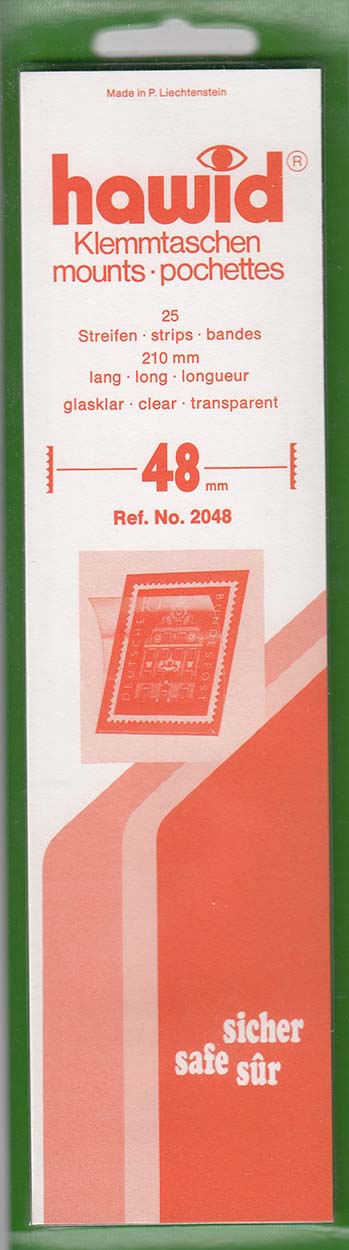 Made in P. Liechtenstein
hawid®
Klemmtaschen
mounts · pochettes
25
Streifen · strips · bandes
210 mm
lang · long · longueur
glasklar · clear · transparent
48 mm
Ref. No. 2048
10
DEUTSCHE
BUNDESPOST
sicher
safe sûr